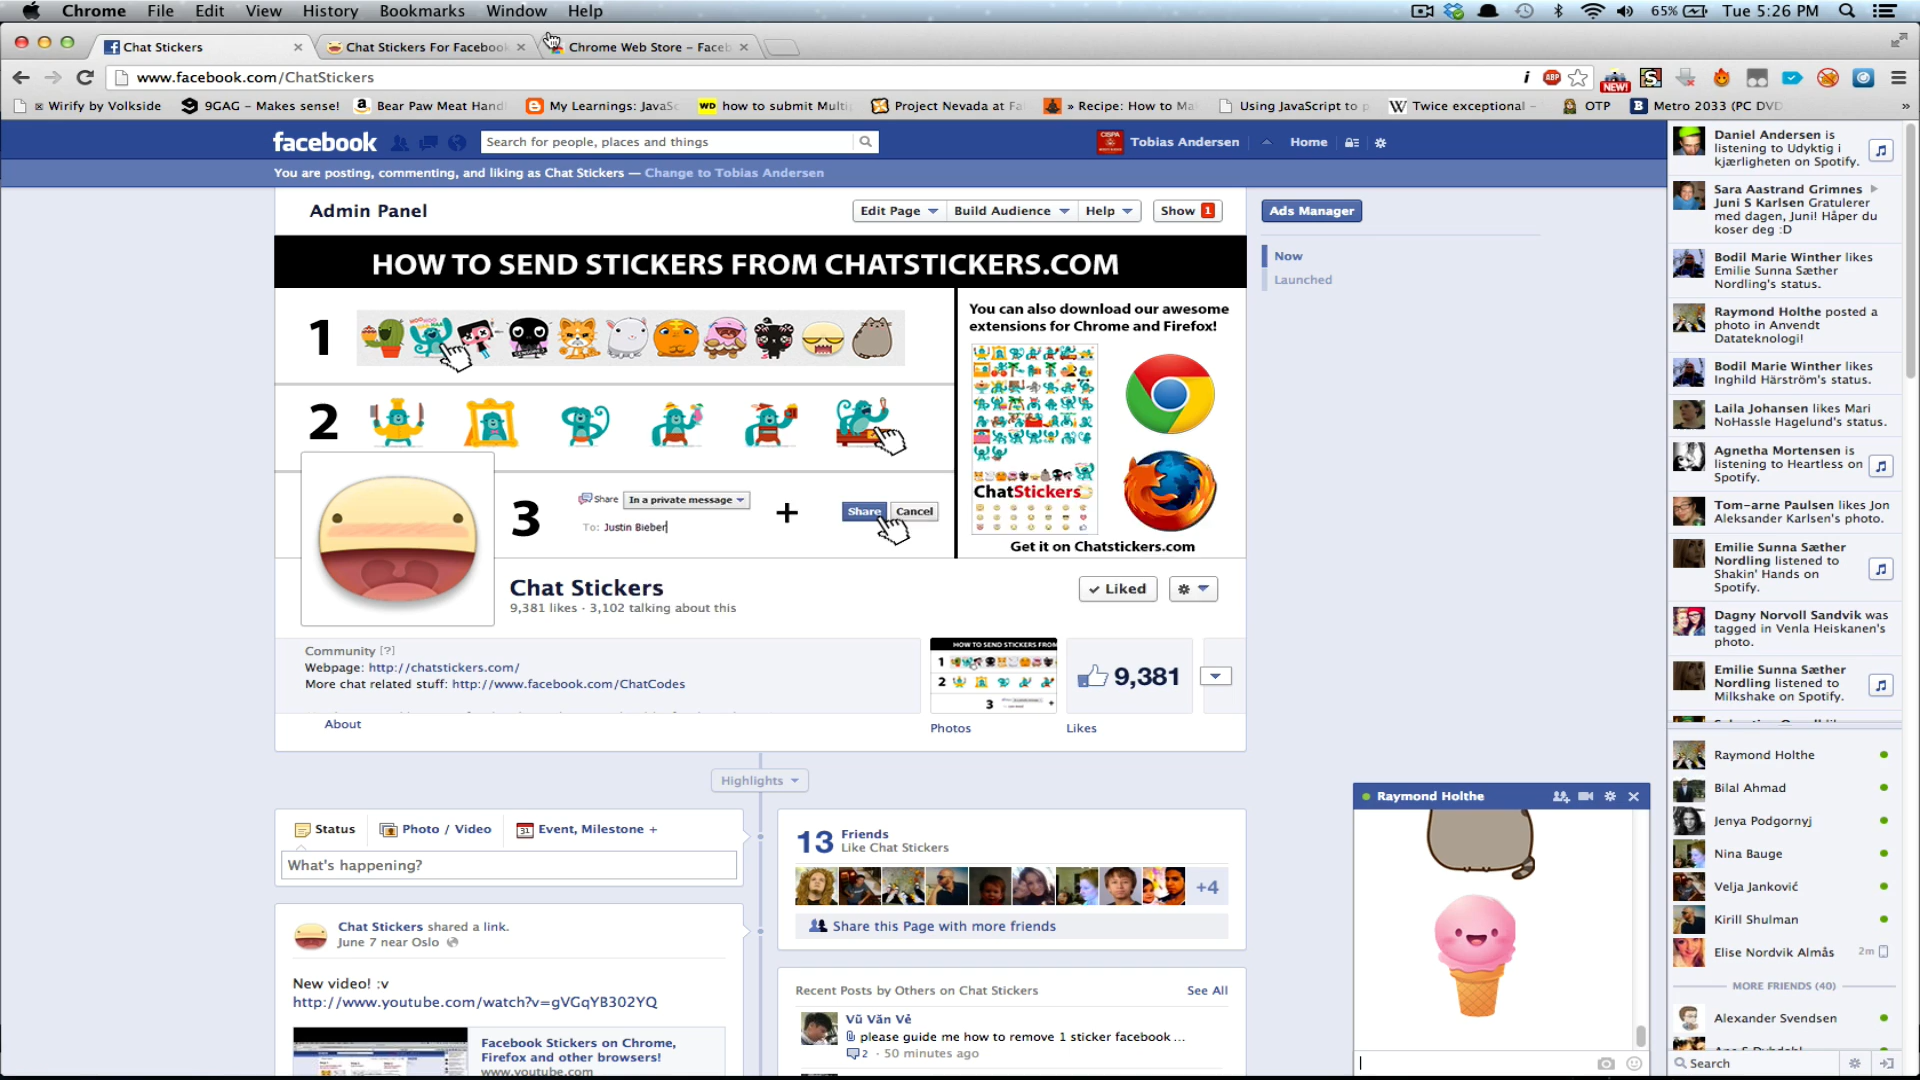 Chrome File Edit View History Bookmarks Window Help
65% Tue 5:26 PM
Chat Stickers
Chat Stickers For Facebook
Chrome Web Store – Faceb
www.facebook.com/ChatStickers
ABP
NEW!
Wirify by Volkside
9GAG – Makes sense!
Bear Paw Meat Hand
My Learnings: JavaSc
how to submit Multi
Project Nevada at Fa
» Recipe: How to Ma
Using JavaScript to p
Twice exceptional –
OTP
Metro 2033 (PC DVD
facebook
Search for people, places and things
Tobias Andersen
Home
You are posting, commenting, and liking as Chat Stickers — Change to Tobias Andersen
Admin Panel
Edit Page
Build Audience
Help
Show 1
Ads Manager
Now
Launched
HOW TO SEND STICKERS FROM CHATSTICKERS.COM
1
2
3
Share
In a private message
To: Justin Bieber
+
Share
Cancel
You can also download our awesome
extensions for Chrome and Firefox!
ChatStickers
Get it on Chatstickers.com
Chat Stickers
9,381 likes · 3,102 talking about this
Liked
Community [?]
Webpage: http://chatstickers.com/
More chat related stuff: http://www.facebook.com/ChatCodes
About
HOW TO SEND STICKERS FROM
1
2
3
Photos
9,381
Likes
Highlights
Status
Photo / Video
31
Event, Milestone +
What's happening?
Chat Stickers shared a link.
June 7 near Oslo
New video! :v
http://www.youtube.com/watch?v=gVGqYB302YQ
Facebook Stickers on Chrome,
Firefox and other browsers!
www.youtube.com
13 Friends
Like Chat Stickers
+4
Share this Page with more friends
Recent Posts by Others on Chat Stickers
See All
Vũ Văn Vẻ
please guide me how to remove 1 sticker facebook ...
2 · 50 minutes ago
Raymond Holthe
Daniel Andersen is
listening to Udyktig i
kjærligheten on Spotify.
Sara Aastrand Grimnes
Juni S Karlsen Gratulerer
med dagen, Juni! Håper du
koser deg :D
Bodil Marie Winther likes
Emilie Sunna Sæther
Nordling's status.
Raymond Holthe posted a
photo in Anvendt
Datateknologi!
Bodil Marie Winther likes
Inghild Härström's status.
Laila Johansen likes Mari
NoHassle Hagelund's status.
Agnetha Mortensen is
listening to Heartless on
Spotify.
Tom-arne Paulsen likes Jon
Aleksander Karlsen's photo.
Emilie Sunna Sæther
Nordling listened to
Shakin' Hands on
Spotify.
Dagny Norvoll Sandvik was
tagged in Venla Heiskanen's
photo.
Emilie Sunna Sæther
Nordling listened to
Milkshake on Spotify.
Raymond Holthe
Bilal Ahmad
Jenya Podgornyj
Nina Bauge
Velja Janković
Kirill Shulman
Elise Nordvik Almås 2m
MORE FRIENDS (40)
Alexander Svendsen
Search